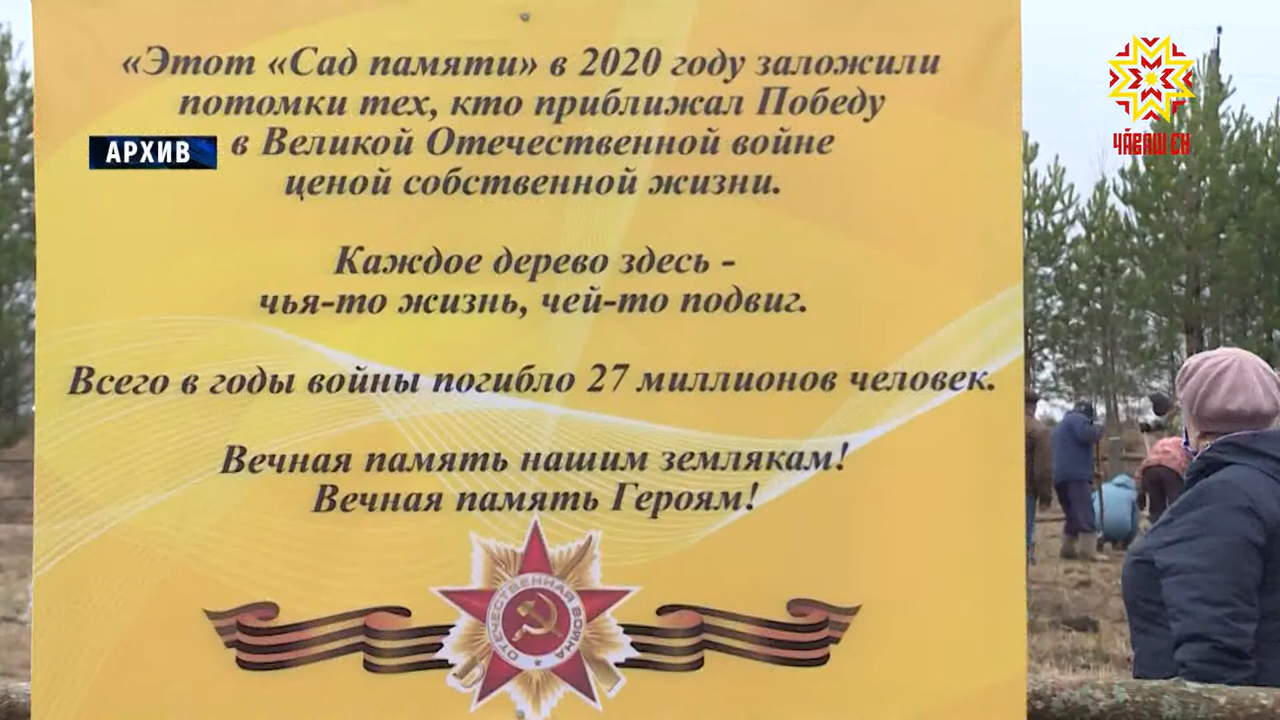 «Этот «Сад памяти» в 2020 году заложили
потомки тех, кто приближал Победу
в Великой Отечественной войне
ценой собственной жизни.
Каждое дерево здесь -
чья-то жизнь, чей-то подвиг.
Всего в годы войны погибло 27 миллионов человек.
Вечная память нашим землякам!
Вечная память Героям!
ОТЕЧЕСТВЕННАЯ ВОЙНА
АРХИВ
ЧӐВАШ ЕН